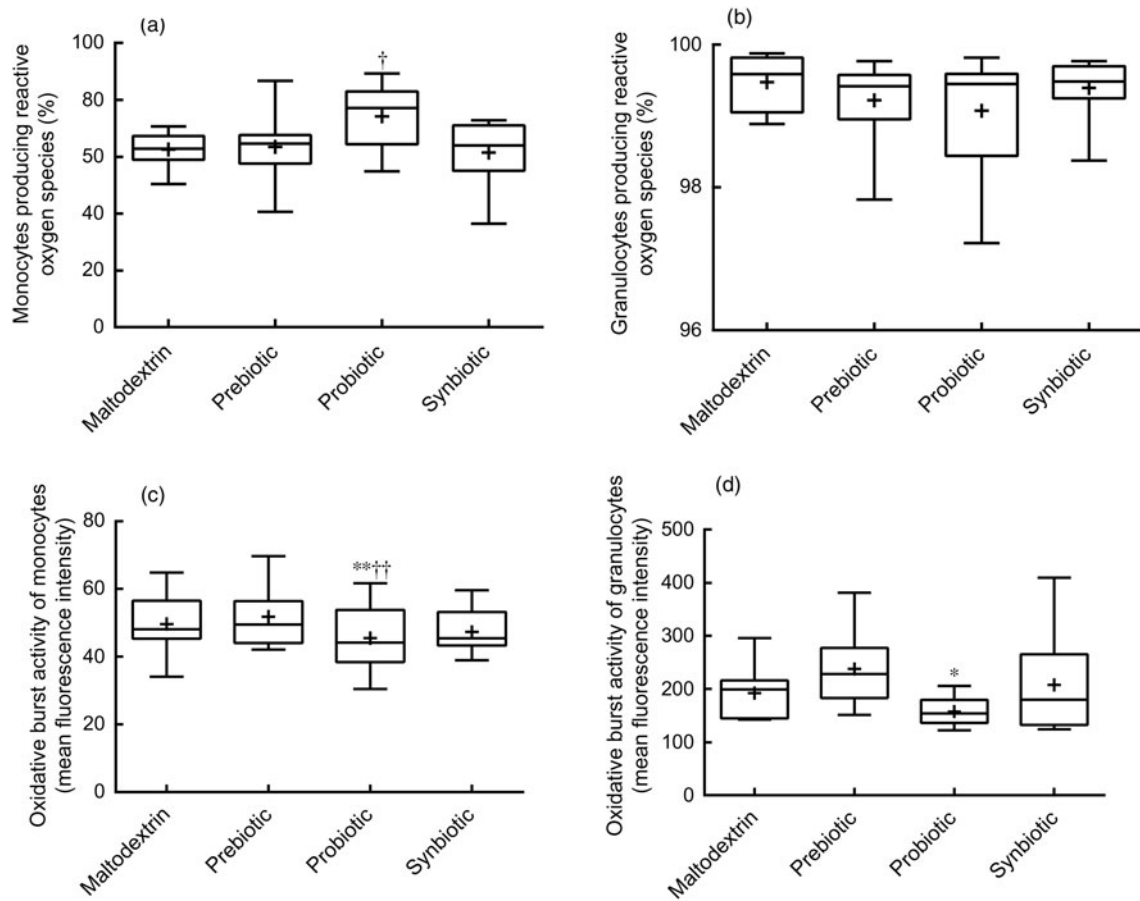 (a)
Monocytes producing reactive
oxygen species (%)
100
80
60
40
20
0
†
Maltodextrin
Prebiotic
Probiotic
Synbiotic
(b)
Granulocytes producing reactive
oxygen species (%)
100
98
96
Maltodextrin
Prebiotic
Probiotic
Synbiotic
(c)
Oxidative burst activity of monocytes
(mean fluorescence intensity)
80
60
40
20
0
**††
Maltodextrin
Prebiotic
Probiotic
Synbiotic
(d)
Oxidative burst activity of granulocytes
(mean fluorescence intensity)
500
400
300
200
100
0
*
Maltodextrin
Prebiotic
Probiotic
Synbiotic